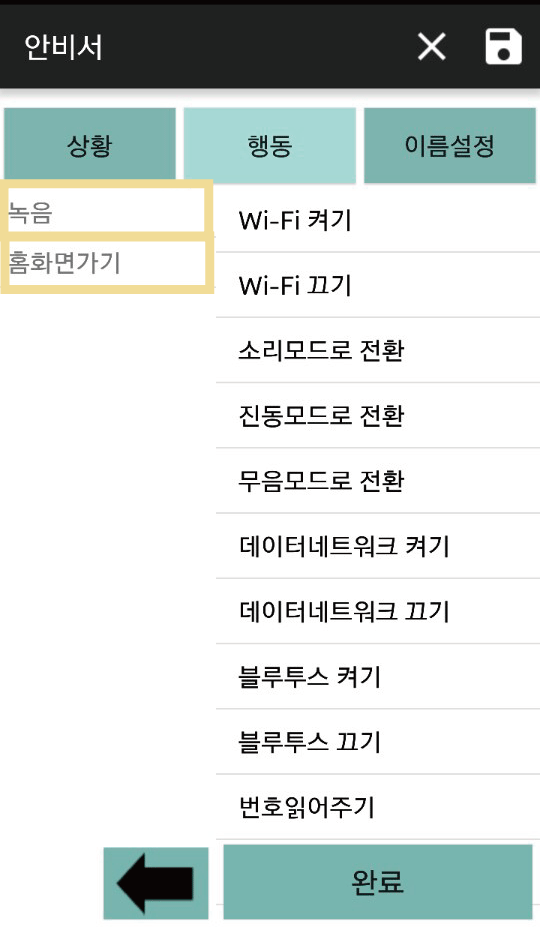 안비서
상황
행동
이름설정
녹음
홈화면가기
Wi-Fi 켜기
Wi-Fi 끄기
소리모드로 전환
진동모드로 전환
무음모드로 전환
데이터네트워크 켜기
데이터네트워크 끄기
블루투스 켜기
블루투스 끄기
번호읽어주기
완료